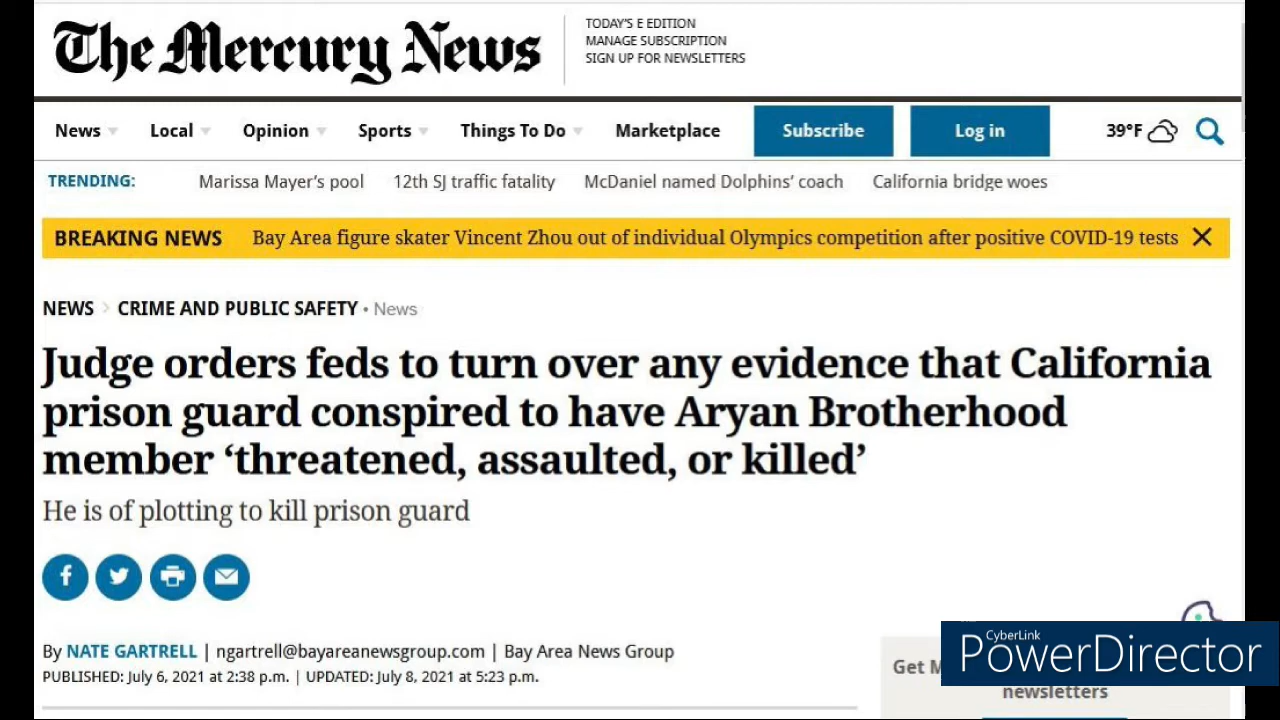 The Mercury News
TODAY'S E EDITION
MANAGE SUBSCRIPTION
SIGN UP FOR NEWSLETTERS
News Local Opinion Sports Things To Do Marketplace Subscribe Log in 39°F
TRENDING: Marissa Mayer's pool 12th SJ traffic fatality McDaniel named Dolphins' coach California bridge woes
BREAKING NEWS Bay Area figure skater Vincent Zhou out of individual Olympics competition after positive COVID-19 tests
NEWS > CRIME AND PUBLIC SAFETY • News
Judge orders feds to turn over any evidence that California
prison guard conspired to have Aryan Brotherhood
member ‘threatened, assaulted, or killed’
He is of plotting to kill prison guard
By NATE GARTRELL | ngartrell@bayareanewsgroup.com | Bay Area News Group
PUBLISHED: July 6, 2021 at 2:38 p.m. | UPDATED: July 8, 2021 at 5:23 p.m.
Get
newsletters
CyberLink
PowerDirector